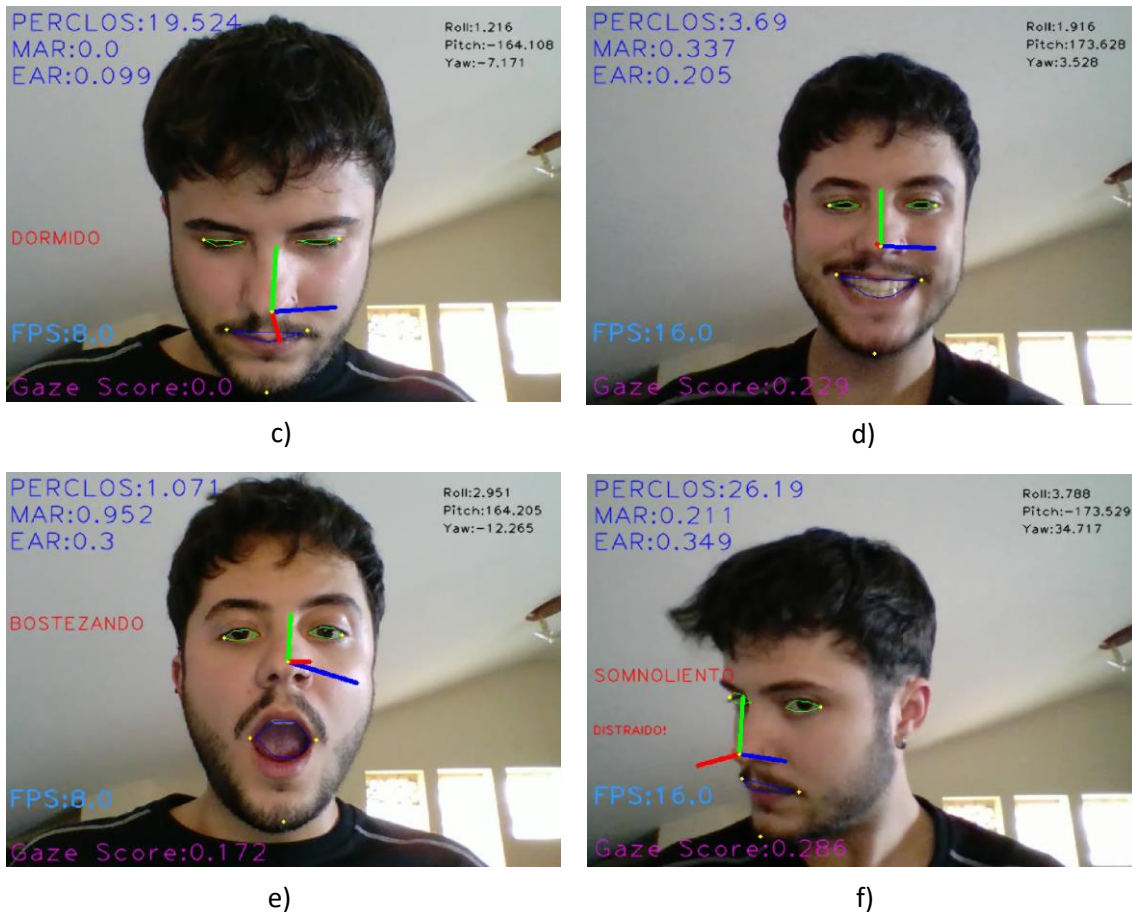 PERCLOS:19.524
MAR:0.0
EAR:0.099
Roll:1.216
Pitch:-164.108
Yaw:-7.171
DORMIDO
FPS:8.0
Gaze Score:0.0
c)
PERCLOS:3.69
MAR:0.337
EAR:0.205
Roll:1.916
Pitch:173.628
Yaw:3.528
FPS:16.0
Gaze Score:0.229
d)
PERCLOS:1.071
MAR:0.952
EAR:0.3
Roll:2.951
Pitch:164.205
Yaw:-12.265
BOSTEZANDO
FPS:8.0
Gaze Score:0.172
e)
PERCLOS:26.19
MAR:0.211
EAR:0.349
Roll:3.788
Pitch:-173.529
Yaw:34.717
SOMNOLIENTO
DISTRAIDO!
FPS:16.0
Gaze Score:0.286
f)